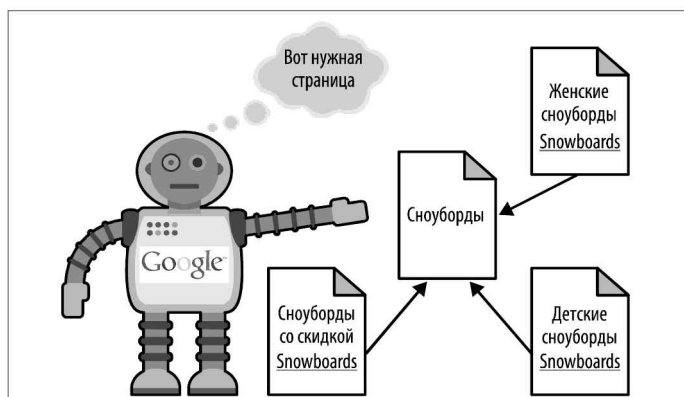 Вот нужная
страница
Женские
сноуборды
Snowboards
Сноуборды
Google
Сноуборды
со скидкой
Snowboards
Детские
сноуборды
Snowboards